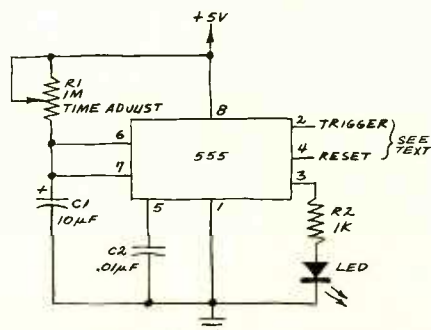 +5V
R1
1M
TIME ADJUST
8
6
7
555
2
TRIGGER
4
RESET
SEE
TEXT
3
5
1
+
C1
10µF
C2
.01µF
R2
1K
LED